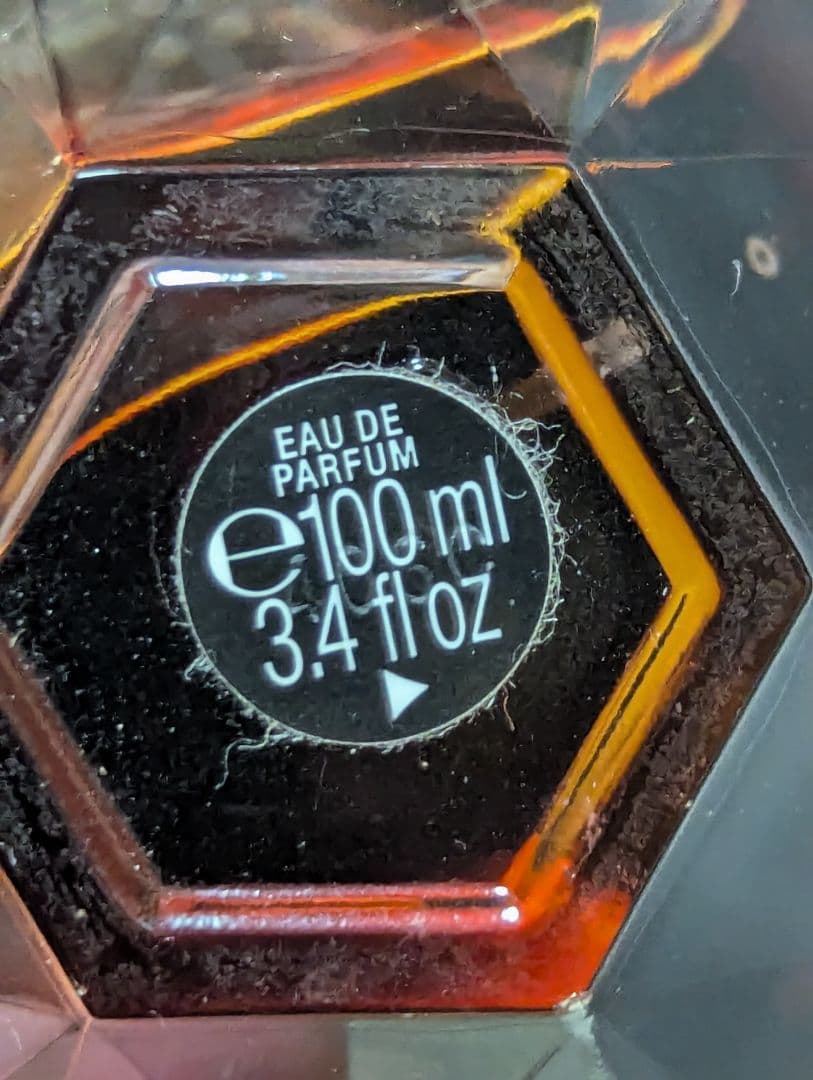 EAU DE
PARFUM
℮100 ml
3.4 fl oz